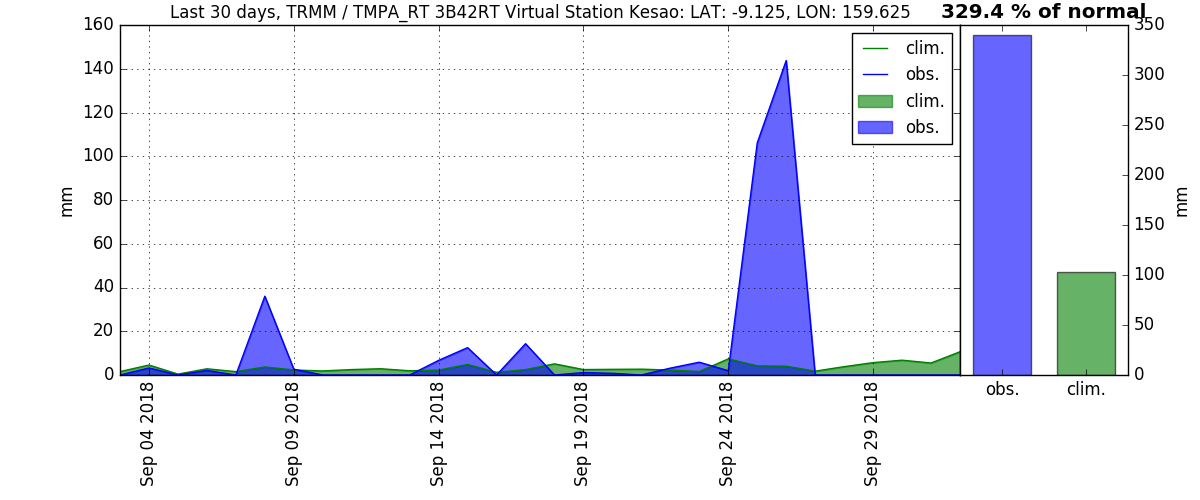 Last 30 days, TRMM / TMPA_RT 3B42RT Virtual Station Kesao: LAT: -9.125, LON: 159.625
329.4 % of normal
160
140
120
100
80
60
40
20
0
mm
clim.
obs.
clim.
obs.
Sep 04 2018
Sep 09 2018
Sep 14 2018
Sep 19 2018
Sep 24 2018
Sep 29 2018
350
300
250
200
150
100
50
0
mm
obs.
clim.